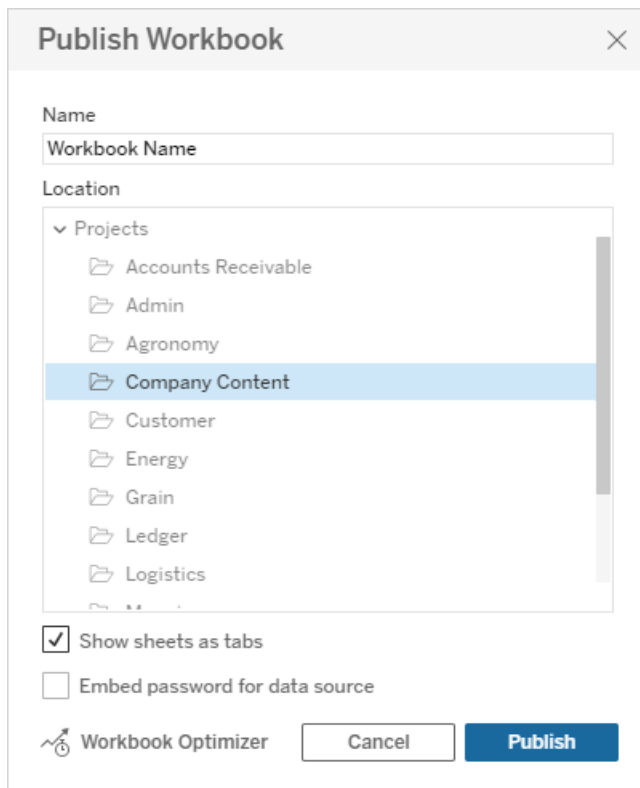 Publish Workbook
Name
Workbook Name
Location
Projects
Accounts Receivable
Admin
Agronomy
Company Content
Customer
Energy
Grain
Ledger
Logistics
Show sheets as tabs
Embed password for data source
Workbook Optimizer Cancel Publish